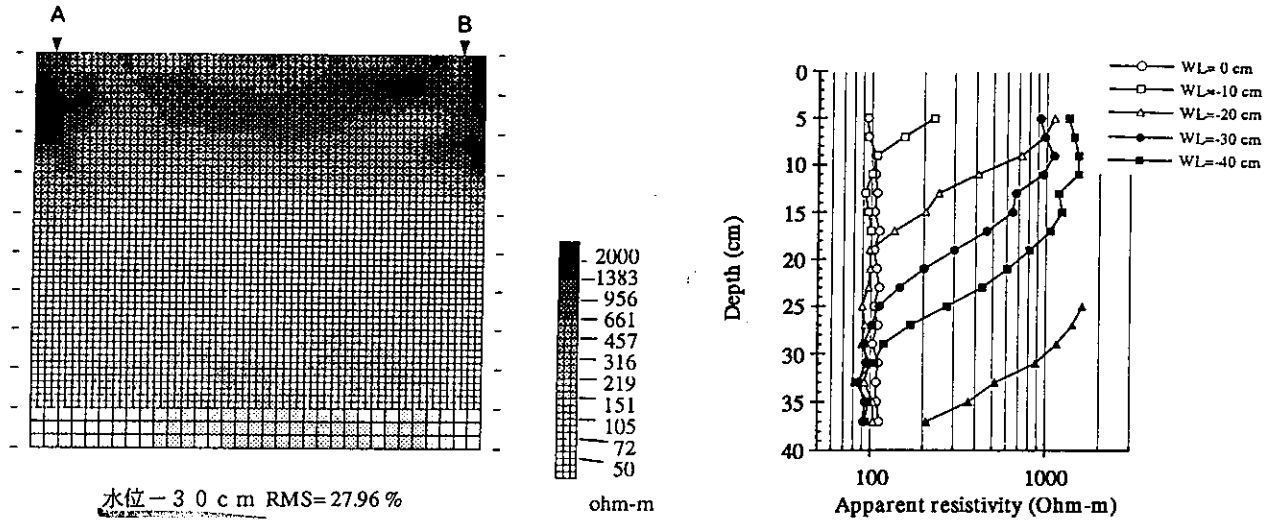 A
B
2000
1383
956
661
457
316
219
151
105
72
50
ohm-m
水位－30cm RMS=27.96 %
WL= 0 cm
WL=-10 cm
WL=-20 cm
WL=-30 cm
WL=-40 cm
0
5
10
15
20
25
30
35
40
Depth (cm)
100
1000
Apparent resistivity (Ohm-m)